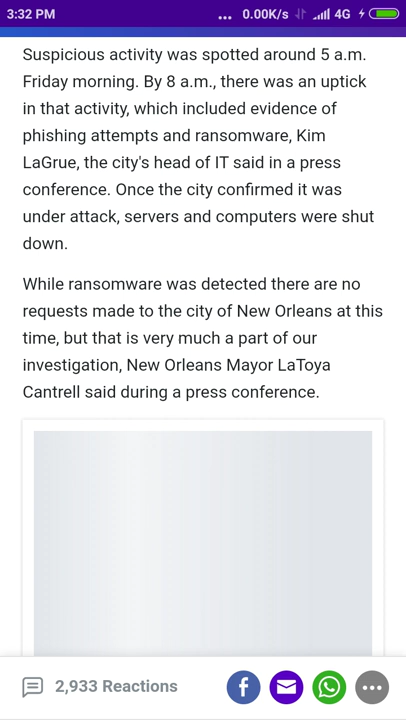 3:32 PM ... 0.00K/s 4G
Suspicious activity was spotted around 5 a.m.
Friday morning. By 8 a.m., there was an uptick
in that activity, which included evidence of
phishing attempts and ransomware, Kim
LaGrue, the city's head of IT said in a press
conference. Once the city confirmed it was
under attack, servers and computers were shut
down.
While ransomware was detected there are no
requests made to the city of New Orleans at this
time, but that is very much a part of our
investigation, New Orleans Mayor LaToya
Cantrell said during a press conference.
2,933 Reactions